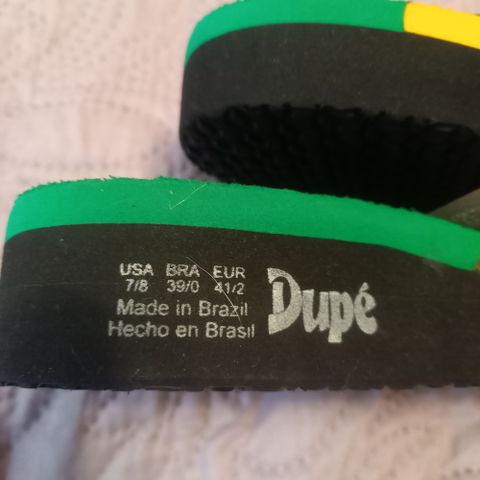 USA BRA EUR
7/8 39/0 41/2
Made in Brazil
Hecho en Brasil
Dupé